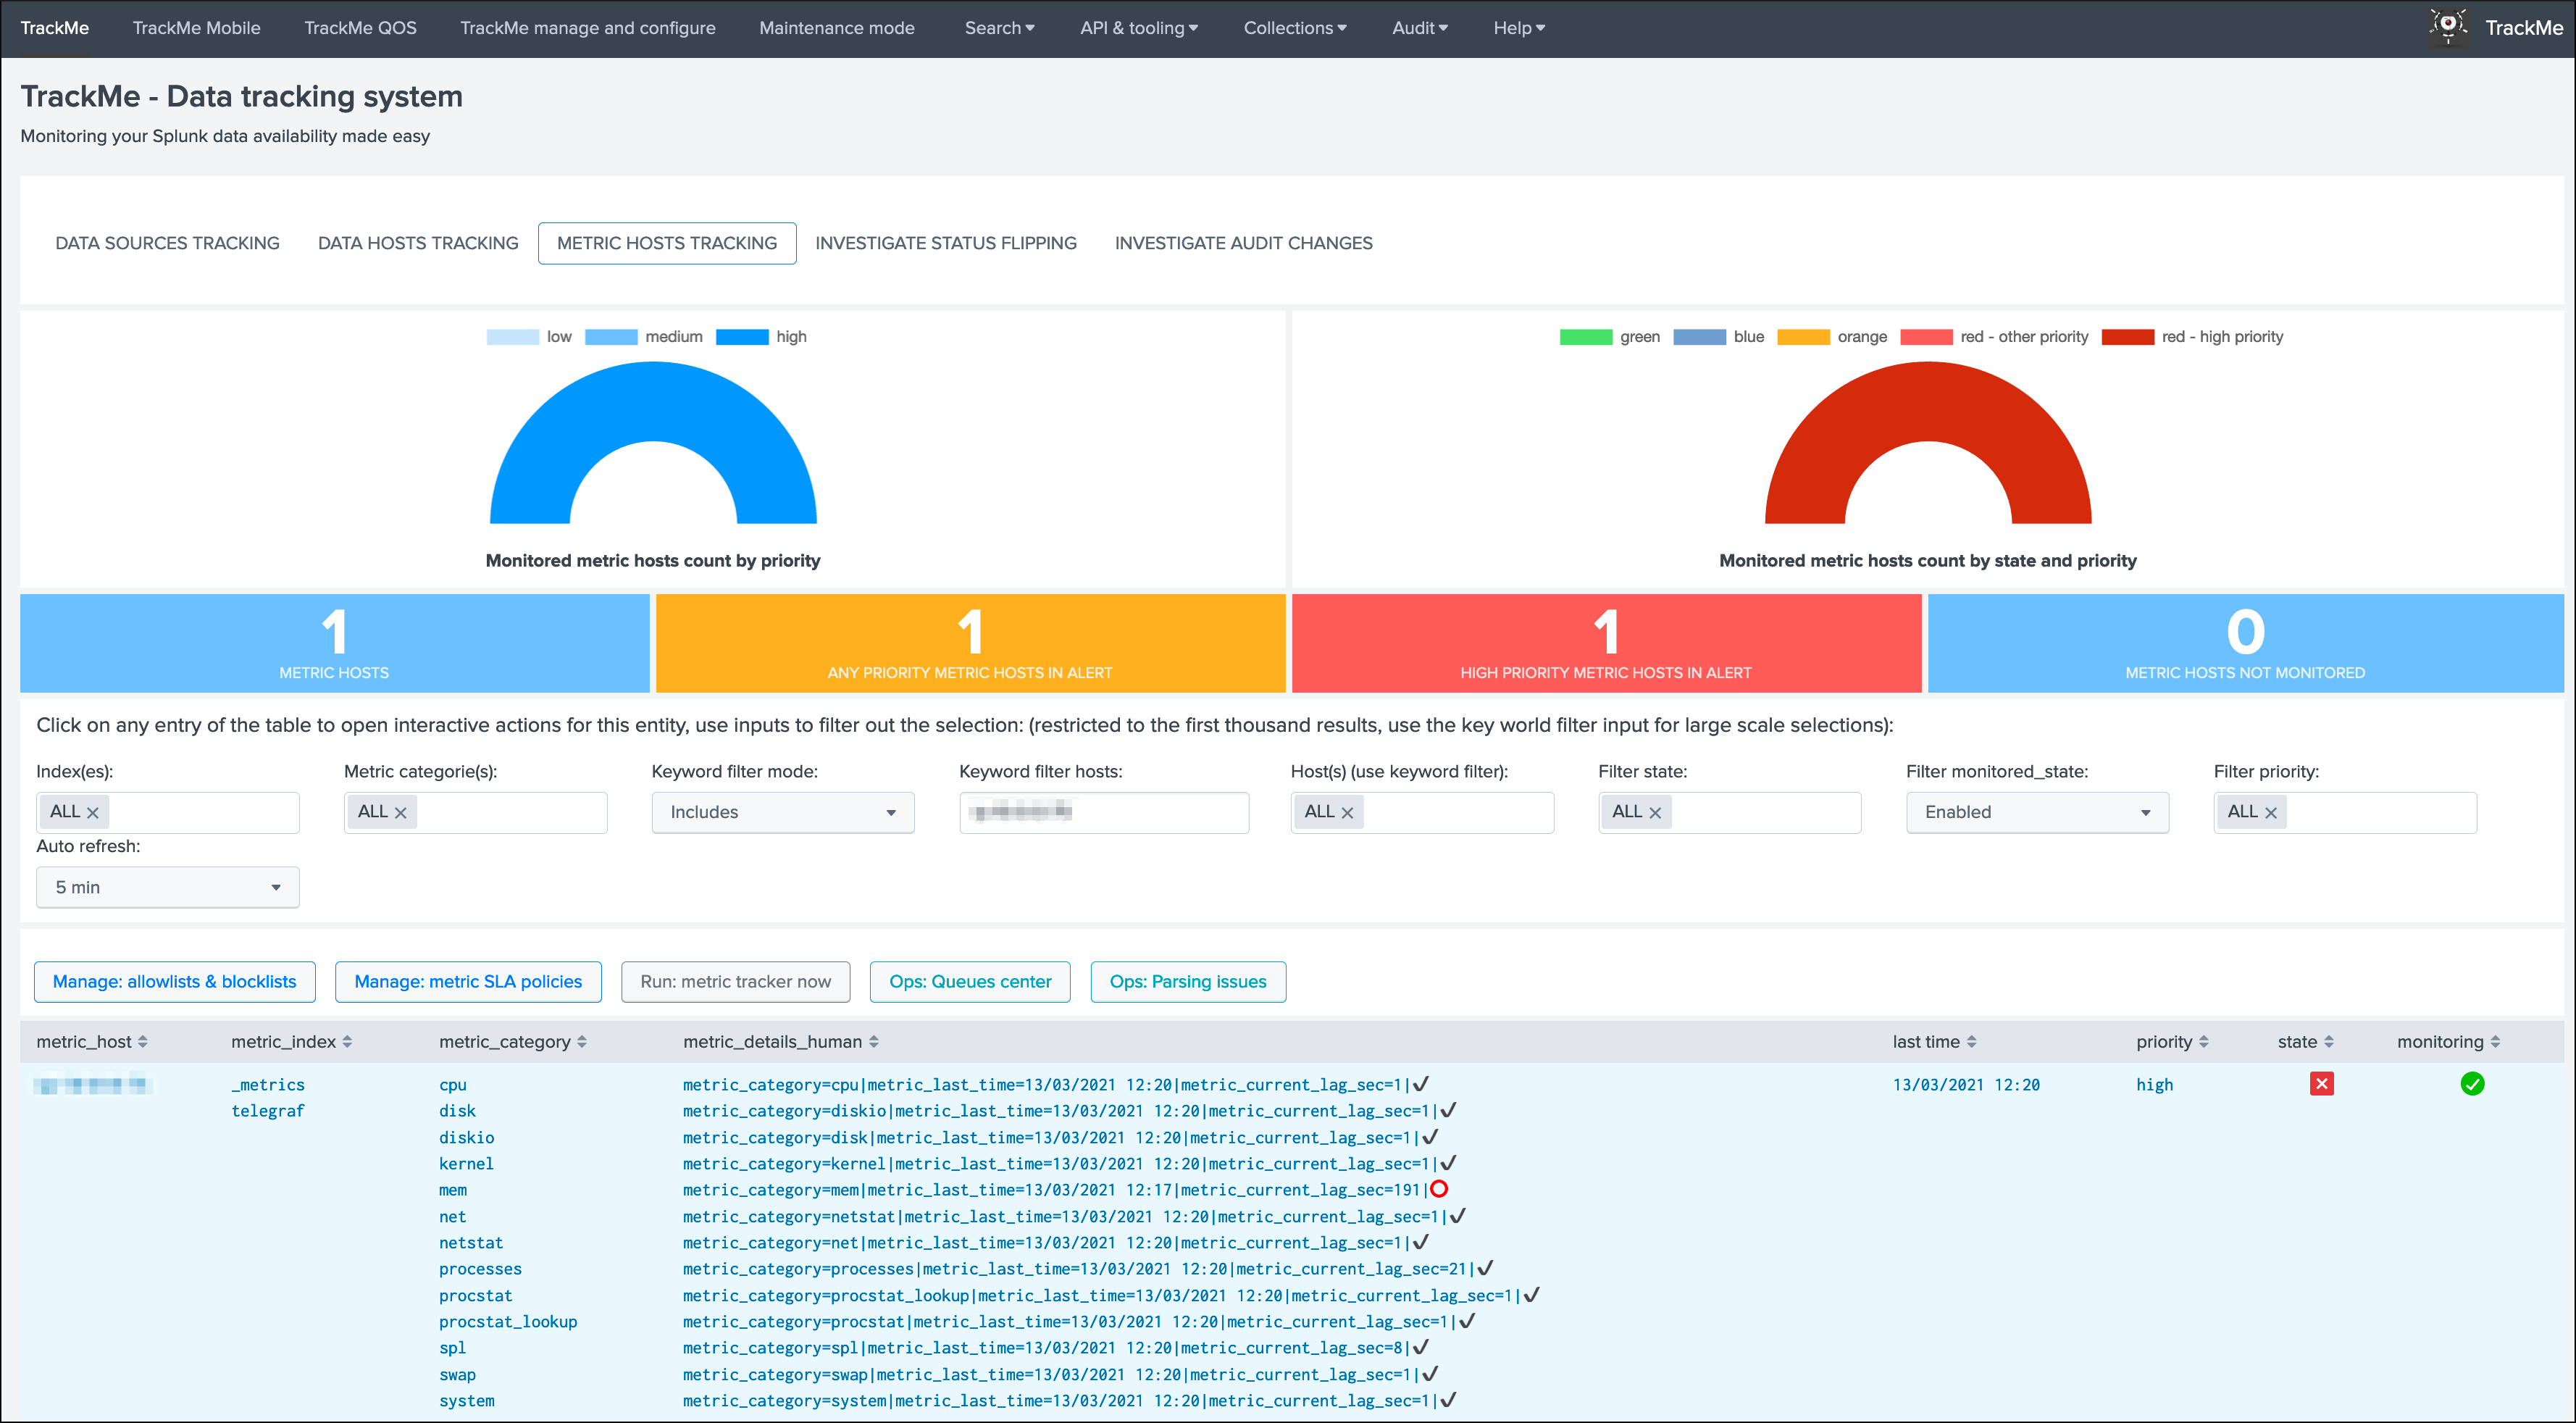 TrackMe TrackMe Mobile TrackMe QOS TrackMe manage and configure Maintenance mode Search API & tooling Collections Audit Help TrackMe
TrackMe - Data tracking system
Monitoring your Splunk data availability made easy
DATA SOURCES TRACKING DATA HOSTS TRACKING METRIC HOSTS TRACKING INVESTIGATE STATUS FLIPPING INVESTIGATE AUDIT CHANGES
low medium high
Monitored metric hosts count by priority
green blue orange red - other priority red - high priority
Monitored metric hosts count by state and priority
1
METRIC HOSTS
1
ANY PRIORITY METRIC HOSTS IN ALERT
1
HIGH PRIORITY METRIC HOSTS IN ALERT
0
METRIC HOSTS NOT MONITORED
Click on any entry of the table to open interactive actions for this entity, use inputs to filter out the selection: (restricted to the first thousand results, use the key world filter input for large scale selections):
Index(es): Metric categorie(s): Keyword filter mode: Keyword filter hosts: Host(s) (use keyword filter): Filter state: Filter monitored_state: Filter priority:
ALL ALL Includes ALL ALL Enabled ALL
Auto refresh:
5 min
Manage: allowlists & blocklists Manage: metric SLA policies Run: metric tracker now Ops: Queues center Ops: Parsing issues
metric_host metric_index metric_category metric_details_human last time priority state monitoring
_metrics cpu metric_category=cpu|metric_last_time=13/03/2021 12:20|metric_current_lag_sec=1|✔ 13/03/2021 12:20 high
telegraf disk metric_category=diskio|metric_last_time=13/03/2021 12:20|metric_current_lag_sec=1|✔
diskio metric_category=disk|metric_last_time=13/03/2021 12:20|metric_current_lag_sec=1|✔
kernel metric_category=kernel|metric_last_time=13/03/2021 12:20|metric_current_lag_sec=1|✔
mem metric_category=mem|metric_last_time=13/03/2021 12:17|metric_current_lag_sec=191|⭕
net metric_category=netstat|metric_last_time=13/03/2021 12:20|metric_current_lag_sec=1|✔
netstat metric_category=net|metric_last_time=13/03/2021 12:20|metric_current_lag_sec=1|✔
processes metric_category=processes|metric_last_time=13/03/2021 12:20|metric_current_lag_sec=21|✔
procstat metric_category=procstat_lookup|metric_last_time=13/03/2021 12:20|metric_current_lag_sec=1|✔
procstat_lookup metric_category=procstat|metric_last_time=13/03/2021 12:20|metric_current_lag_sec=1|✔
spl metric_category=spl|metric_last_time=13/03/2021 12:20|metric_current_lag_sec=8|✔
swap metric_category=swap|metric_last_time=13/03/2021 12:20|metric_current_lag_sec=1|✔
system metric_category=system|metric_last_time=13/03/2021 12:20|metric_current_lag_sec=1|✔